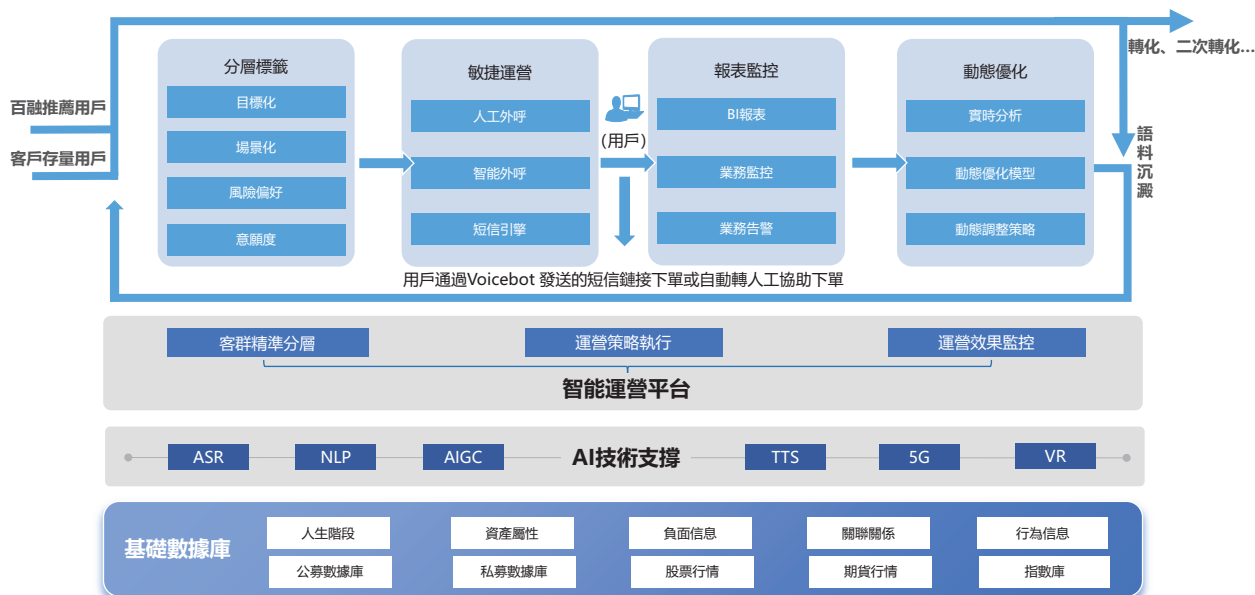 轉化、二次轉化...
百融推薦用戶
客戶存量用戶
分層標籤
目標化
場景化
風險偏好
意願度
敏捷運營
人工外呼
智能外呼
短信引擎
(用戶)
報表監控
BI報表
業務監控
業務告警
動態優化
實時分析
動態優化模型
動態調整策略
語料沉澱
用戶通過Voicebot 發送的短信鏈接下單或自動轉人工協助下單
客群精準分層
運營策略執行
運營效果監控
智能運營平台
ASR
NLP
AIGC
AI技術支撐
TTS
5G
VR
基礎數據庫
人生階段
資產屬性
負面信息
關聯關係
行為信息
公募數據庫
私募數據庫
股票行情
期貨行情
指數庫